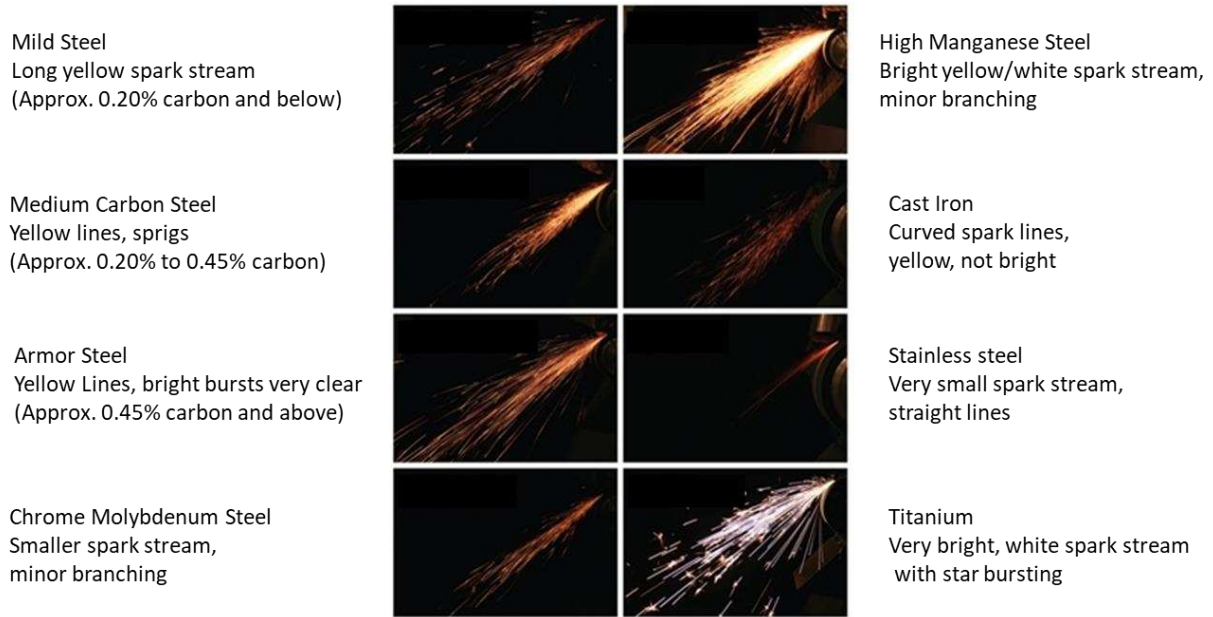 Mild Steel
Long yellow spark stream
(Approx. 0.20% carbon and below)
High Manganese Steel
Bright yellow/white spark stream,
minor branching
Medium Carbon Steel
Yellow lines, sprigs
(Approx. 0.20% to 0.45% carbon)
Cast Iron
Curved spark lines,
yellow, not bright
Armor Steel
Yellow Lines, bright bursts very clear
(Approx. 0.45% carbon and above)
Stainless steel
Very small spark stream,
straight lines
Chrome Molybdenum Steel
Smaller spark stream,
minor branching
Titanium
Very bright, white spark stream
with star bursting